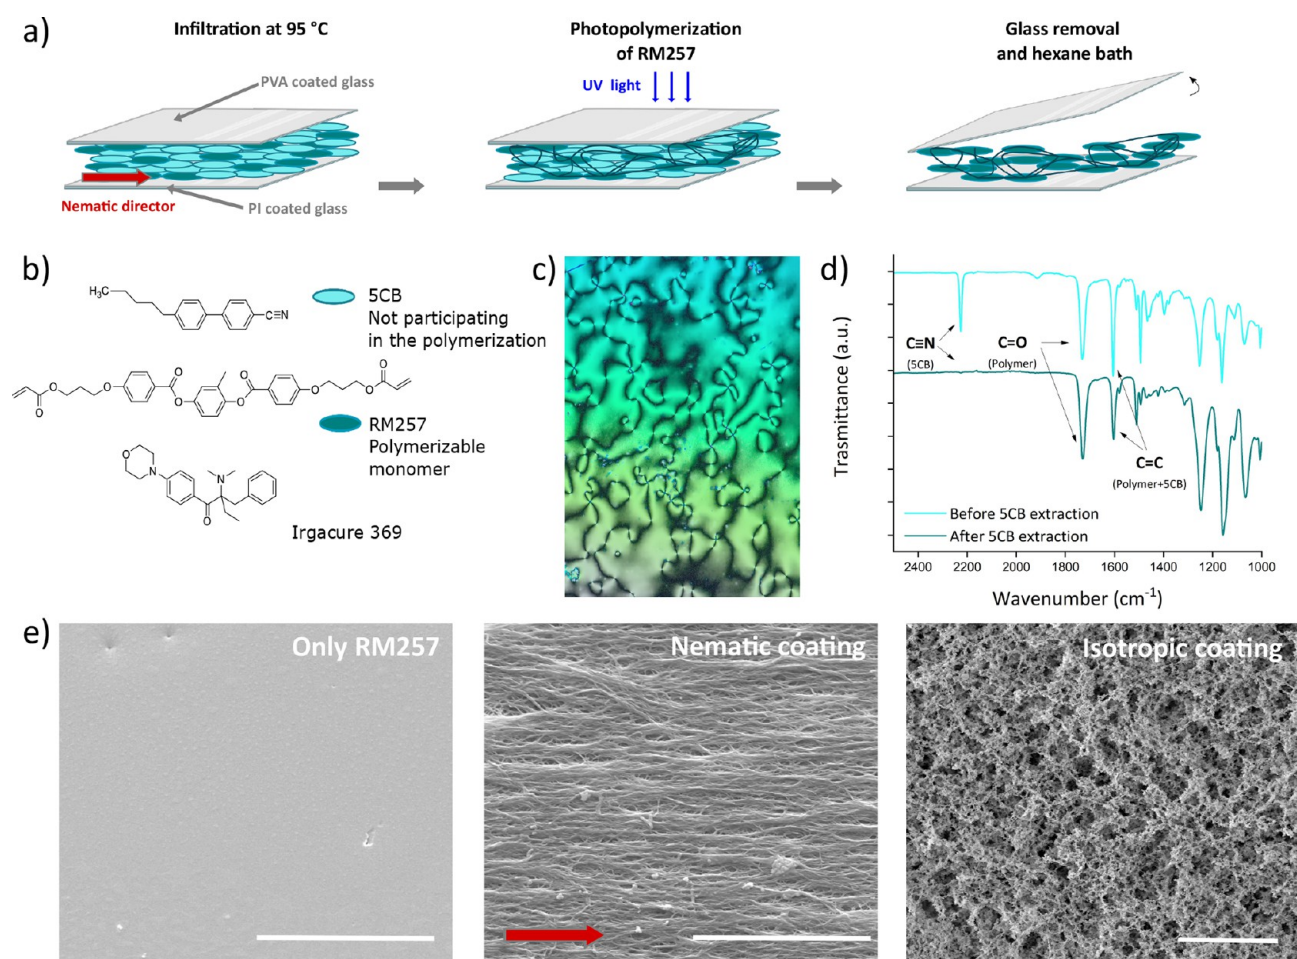 a)
Infiltration at 95 °C
Photopolymerization
of RM257
Glass removal
and hexane bath
PVA coated glass
UV light
Nematic director
PI coated glass
b)
H₃C
C≡N
5CB
Not participating
in the polymerization
O
O
O
O
O
O
O
O
O
O
RM257
Polymerizable
monomer
O
N
N
O
Irgacure 369
c)
d)
Trasmittance (a.u.)
C≡N
(5CB)
C=O
(Polymer)
C=C
(Polymer+5CB)
Before 5CB extraction
After 5CB extraction
2400 2200 2000 1800 1600 1400 1200 1000
Wavenumber (cm⁻¹)
e)
Only RM257
Nematic coating
Isotropic coating